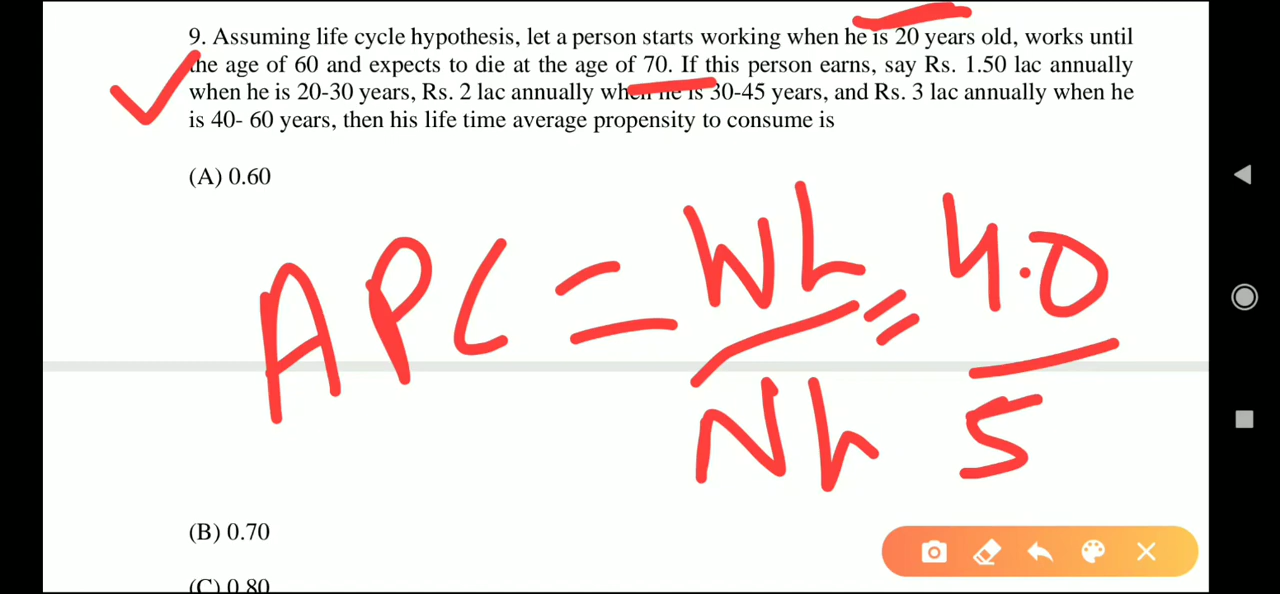 9. Assuming life cycle hypothesis, let a person starts working when he is 20 years old, works until
the age of 60 and expects to die at the age of 70. If this person earns, say Rs. 1.50 lac annually
when he is 20-30 years, Rs. 2 lac annually when he is 30-45 years, and Rs. 3 lac annually when he
is 40- 60 years, then his life time average propensity to consume is
(A) 0.60
APC = WL = 4.0
NL 5
(B) 0.70
(C) 0.80